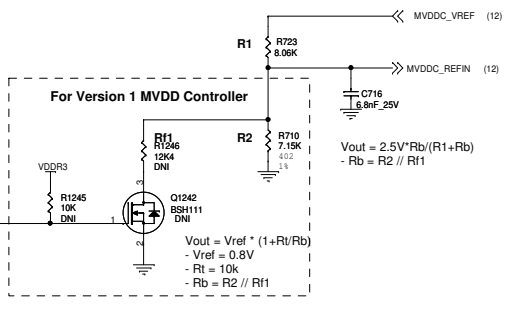 MVDDC_VREF (12)
R1
R723
8.06K
MVDDC_REFIN (12)
C716
6.8nF_25V
For Version 1 MVDD Controller
Rf1
R1246
12K4
DNI
R2
R710
7.15K
402
1%
Vout = 2.5V*Rb/(R1+Rb)
- Rb = R2 // Rf1
VDDR3
R1245
10K
DNI
3
Q1242
BSH111
DNI
1
2
Vout = Vref * (1+Rt/Rb)
- Vref = 0.8V
- Rt = 10k
- Rb = R2 // Rf1